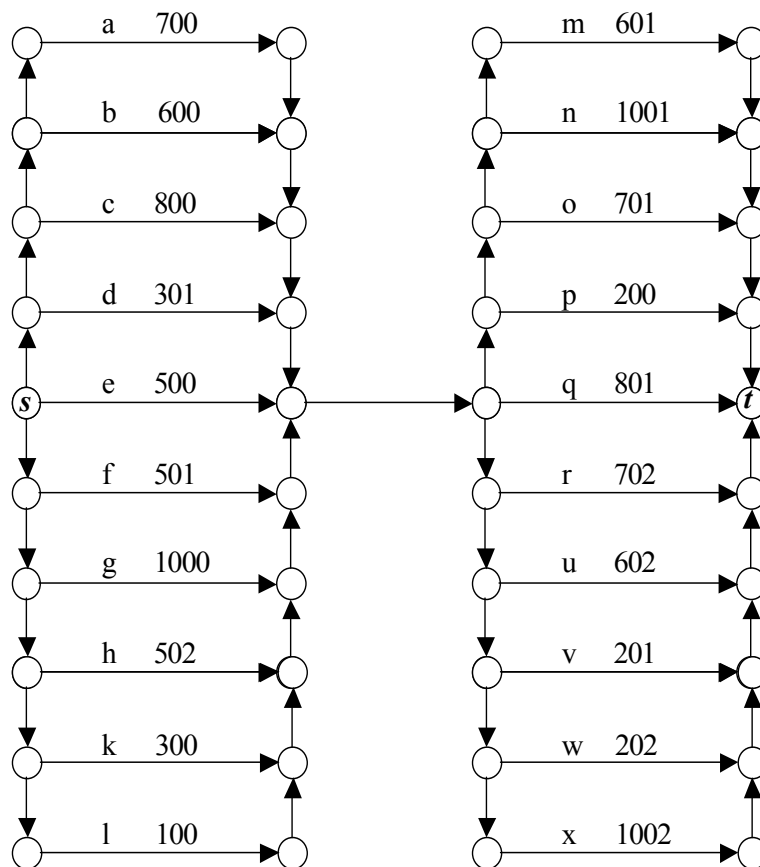 a 700 m 601
b 600 n 1001
c 800 o 701
d 301 p 200
s e 500 q 801 t
f 501 r 702
g 1000 u 602
h 502 v 201
k 300 w 202
l 100 x 1002